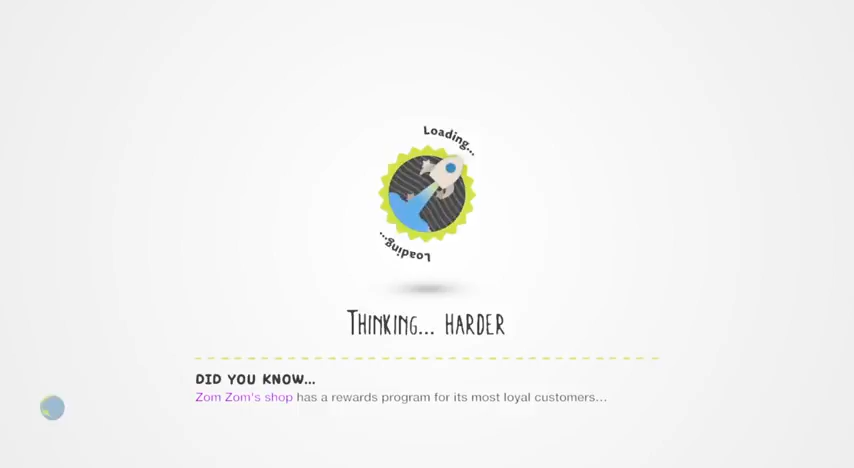 Loading...
Loading...
THINKING... HARDER
DID YOU KNOW...
Zom Zom's shop has a rewards program for its most loyal customers...